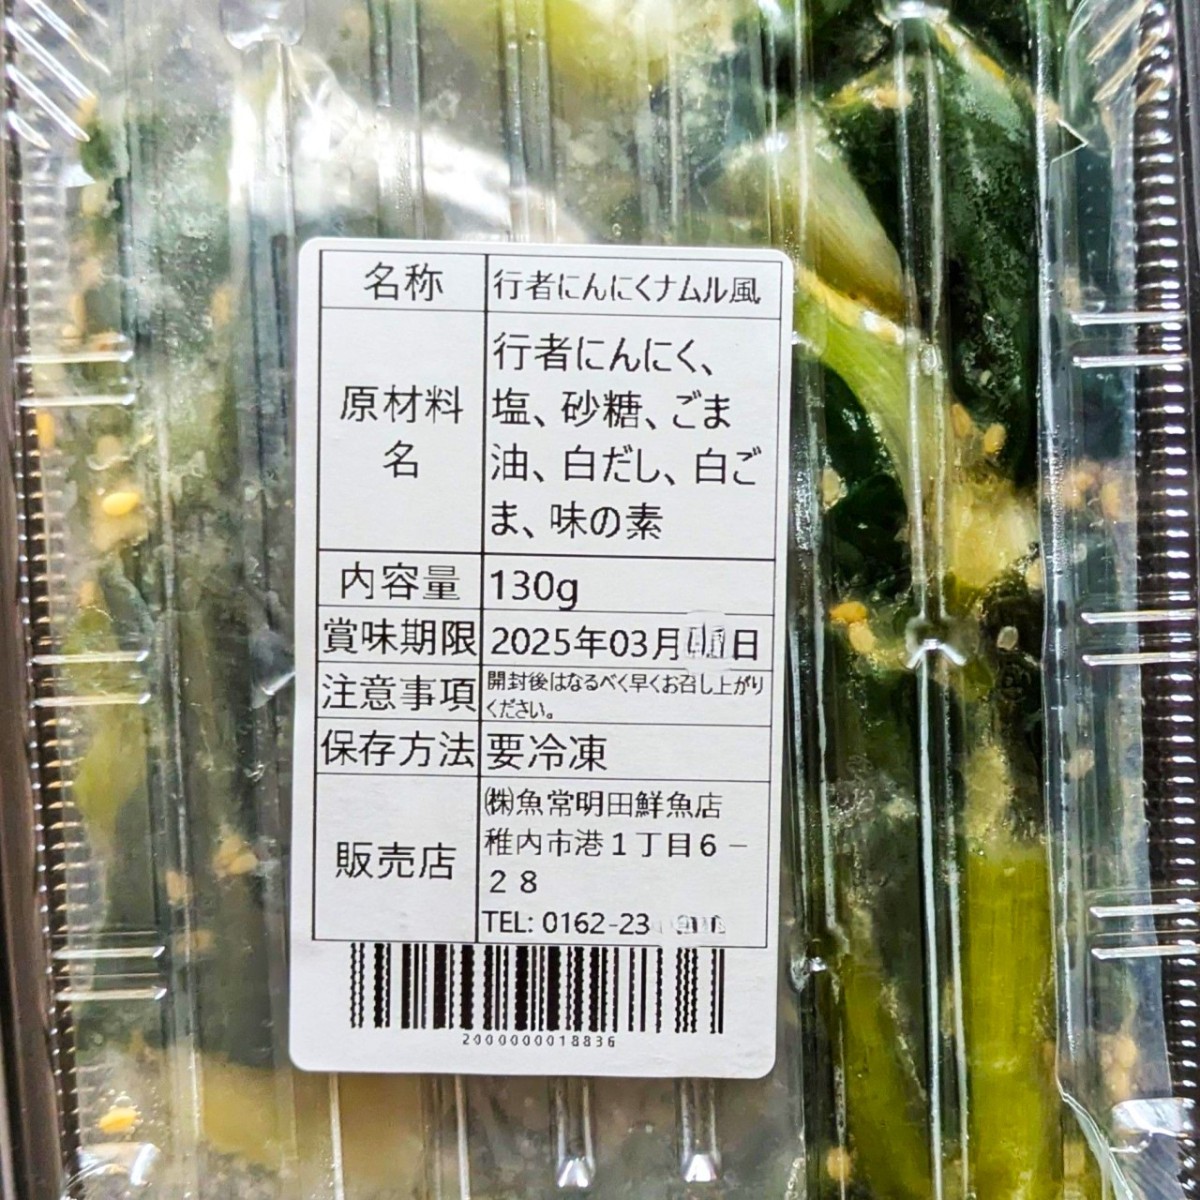 名称 行者にんにくナムル風
原材料名 行者にんにく、
塩、砂糖、ごま
油、白だし、白ご
ま、味の素
内容量 130g
賞味期限 2025年03月 日
注意事項 開封後はなるべく早くお召し上がり
ください。
保存方法 要冷凍
販売店 ㈱魚常明田鮮魚店
稚内市港1丁目6-
28
TEL: 0162-23
2000000018836